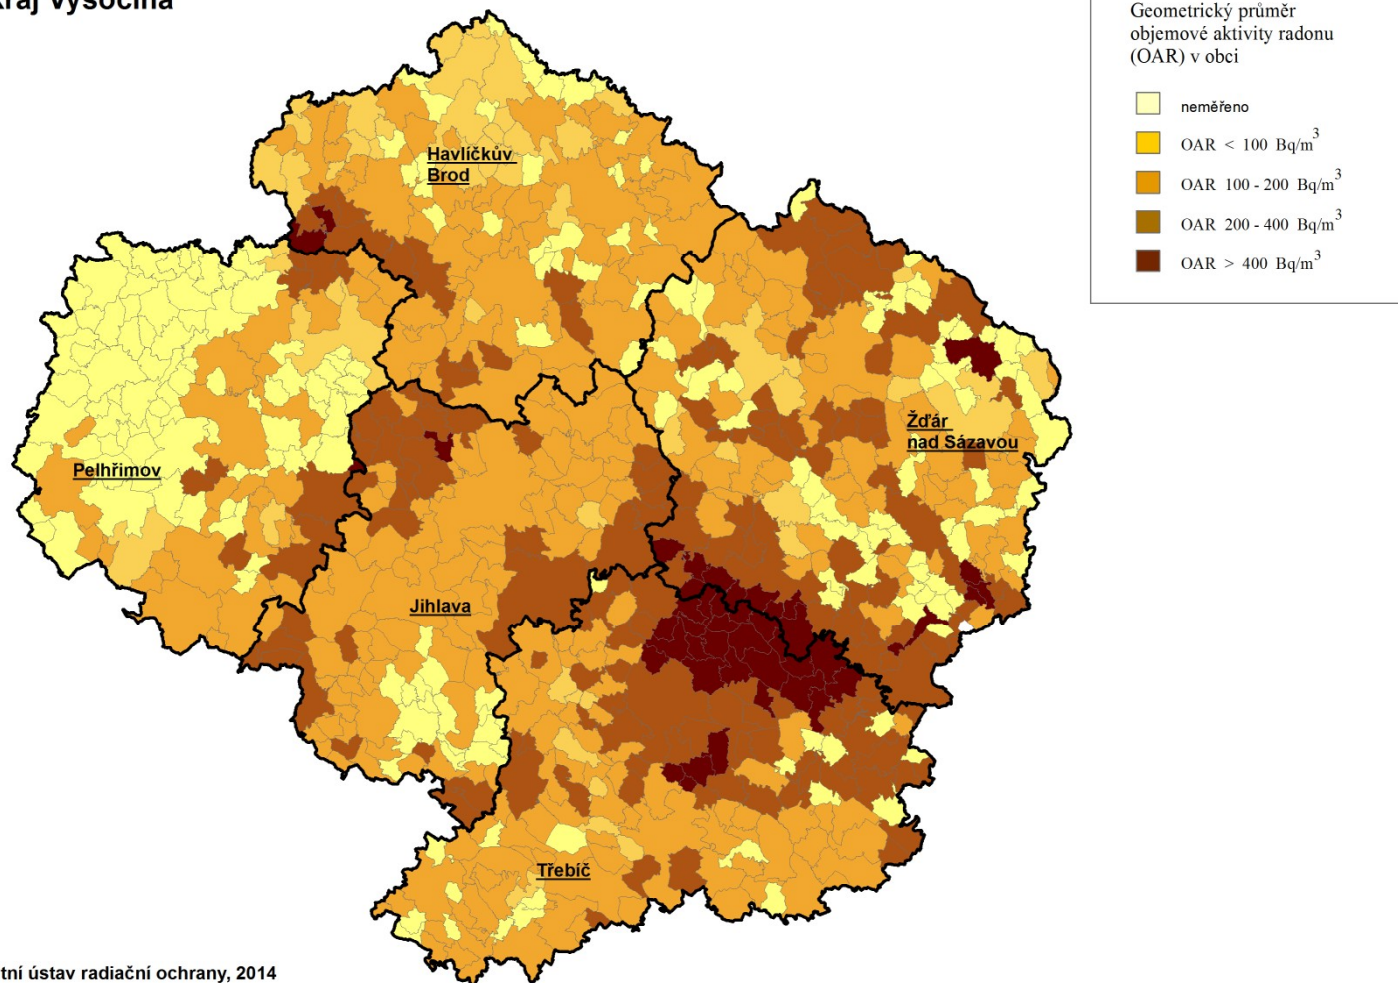 kraj Vysočina
Geometrický průměr
objemové aktivity radonu
(OAR) v obci
neměřeno
OAR < 100 Bq/m³
OAR 100 - 200 Bq/m³
OAR 200 - 400 Bq/m³
OAR > 400 Bq/m³
Havlíčkův
Brod
Žďár
nad Sázavou
Pelhřimov
Jihlava
Třebíč
ústav radiační ochrany, 2014